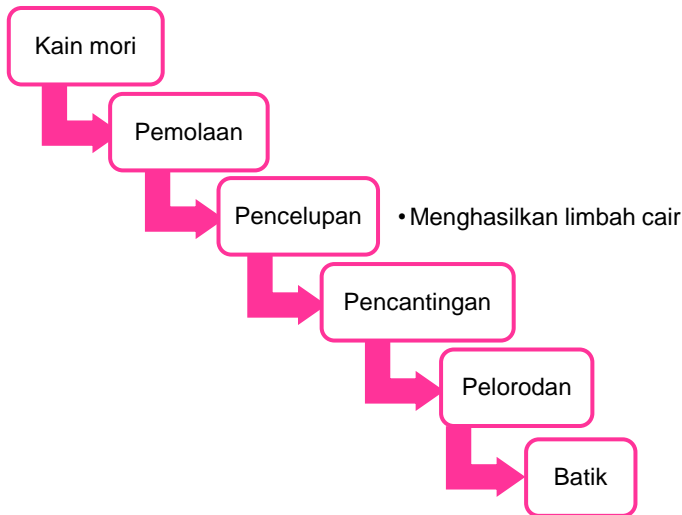 Kain mori
Pemolaan
Pencelupan
• Menghasilkan limbah cair
Pencantingan
Pelorodan
Batik